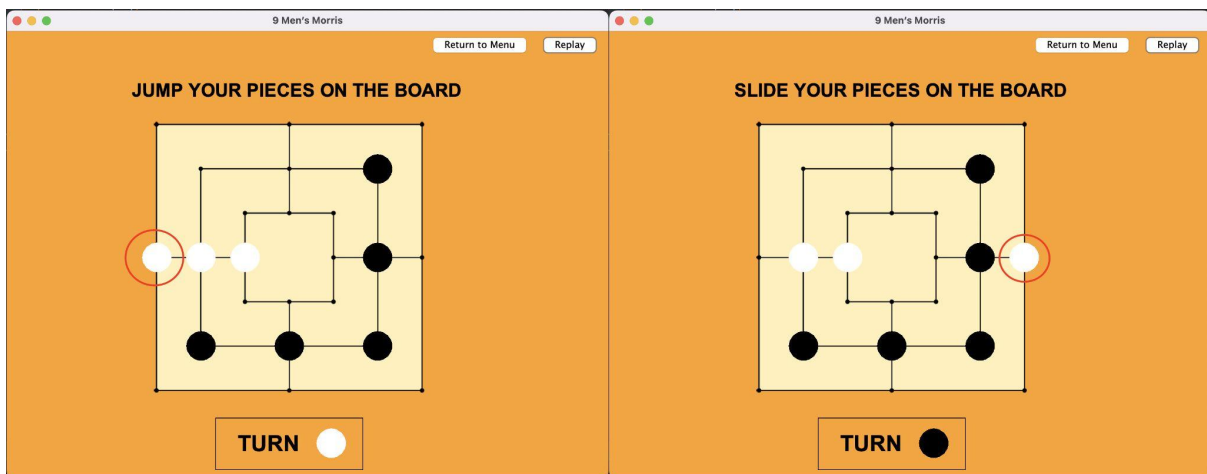 9 Men's Morris
Return to Menu
Replay
JUMP YOUR PIECES ON THE BOARD
TURN
9 Men's Morris
Return to Menu
Replay
SLIDE YOUR PIECES ON THE BOARD
TURN